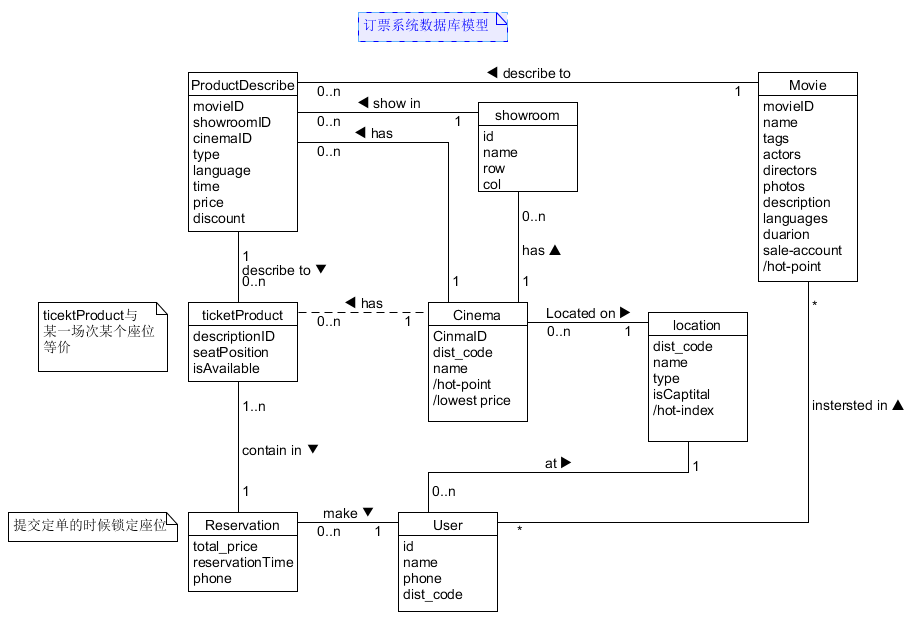 订票系统数据库模型
ProductDescribe
movieID
showroomID
cinemaID
type
language
time
price
discount
◀ describe to
0..n
1
◀ show in
0..n
1
◀ has
0..n
1
showroom
id
name
row
col
Movie
movieID
name
tags
actors
directors
photos
description
languages
duarion
sale-account
/hot-point
0..n
has ▲
1
1
describe to ▼
0..n
ticektProduct与
某一场次某个座位
等价
ticketProduct
descriptionID
seatPosition
isAvailable
◀ has
0..n
1
Cinema
CinmaID
dist_code
name
/hot-point
/lowest price
Located on ▶
0..n
1
location
dist_code
name
type
isCaptital
/hot-index
*
instersted in ▲
*
1..n
contain in ▼
1
at ▶
1
0..n
提交定单的时候锁定座位
Reservation
total_price
reservationTime
phone
make ▼
0..n
1
User
id
name
phone
dist_code